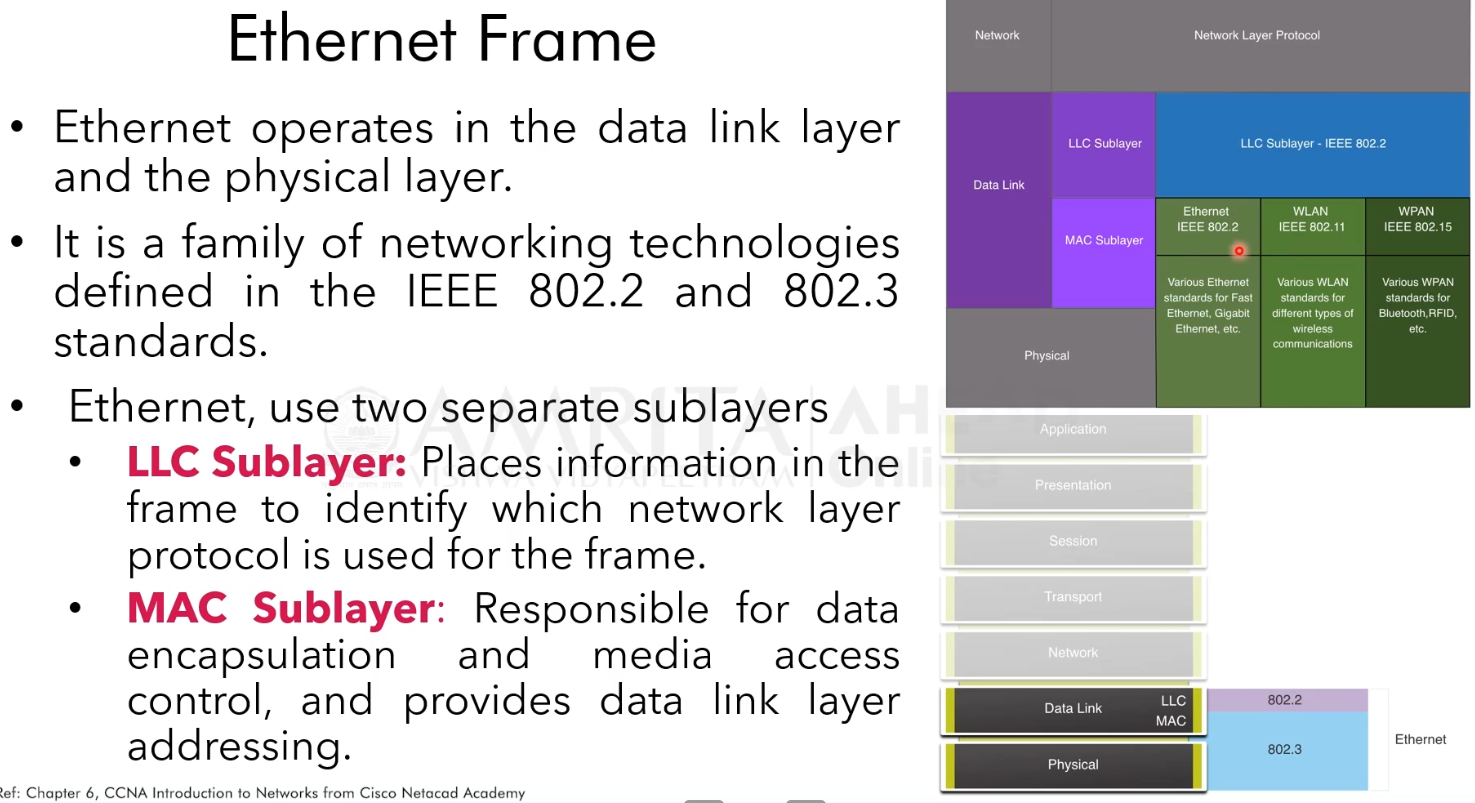 Ethernet Frame
• Ethernet operates in the data link layer
and the physical layer.
• It is a family of networking technologies
defined in the IEEE 802.2 and 802.3
standards.
• Ethernet, use two separate sublayers
• LLC Sublayer: Places information in the
frame to identify which network layer
protocol is used for the frame.
• MAC Sublayer: Responsible for data
encapsulation and media access
control, and provides data link layer
addressing.
Ref: Chapter 6, CCNA Introduction to Networks from Cisco Netacad Academy
Network
Network Layer Protocol
Data Link
LLC Sublayer
LLC Sublayer - IEEE 802.2
MAC Sublayer
Ethernet
IEEE 802.2
WLAN
IEEE 802.11
WPAN
IEEE 802.15
Various Ethernet
standards for Fast
Ethernet, Gigabit
Ethernet, etc.
Various WLAN
standards for
different types of
wireless
communications
Various WPAN
standards for
Bluetooth,RFID,
etc.
Physical
Application
Presentation
Session
Transport
Network
Data Link
LLC
MAC
Physical
802.2
802.3
Ethernet
AMRITA
VISHWA VIDYAPEETHAM
Online